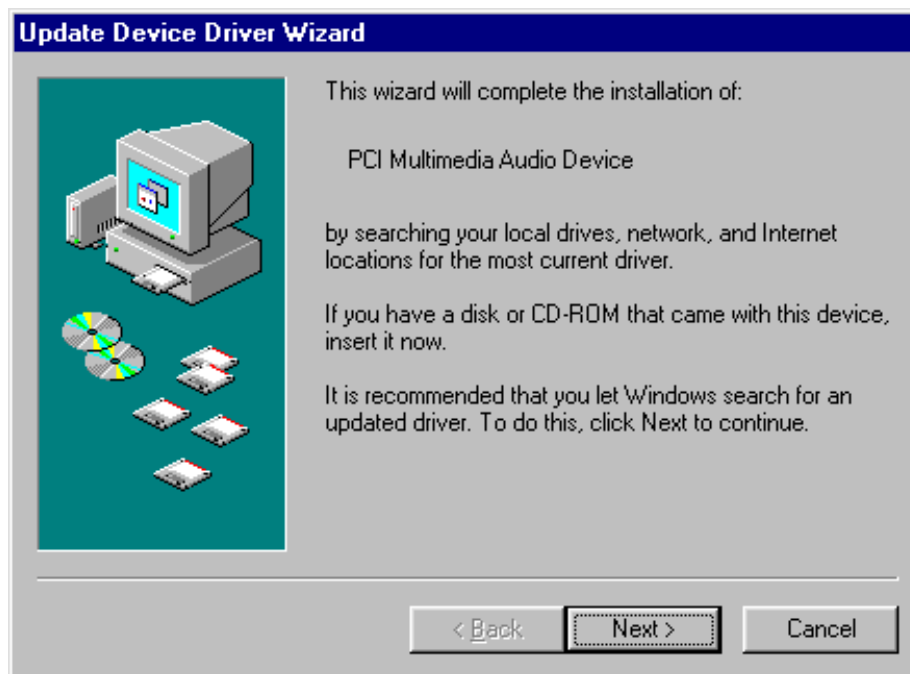 Update Device Driver Wizard
This wizard will complete the installation of:
PCI Multimedia Audio Device
by searching your local drives, network, and Internet
locations for the most current driver.
If you have a disk or CD-ROM that came with this device,
insert it now.
It is recommended that you let Windows search for an
updated driver. To do this, click Next to continue.
< Back
Next >
Cancel